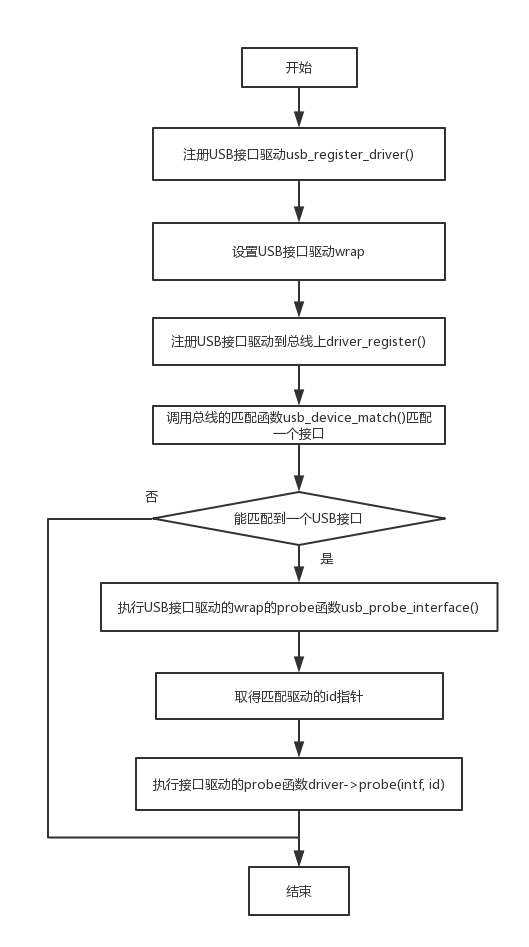 开始
注册USB接口驱动usb_register_driver()
设置USB接口驱动wrap
注册USB接口驱动到总线上driver_register()
调用总线的匹配函数usb_device_match()匹配
一个接口
否
能匹配到一个USB接口
是
执行USB接口驱动的wrap的probe函数usb_probe_interface()
取得匹配驱动的id指针
执行接口驱动的probe函数driver->probe(intf, id)
结束